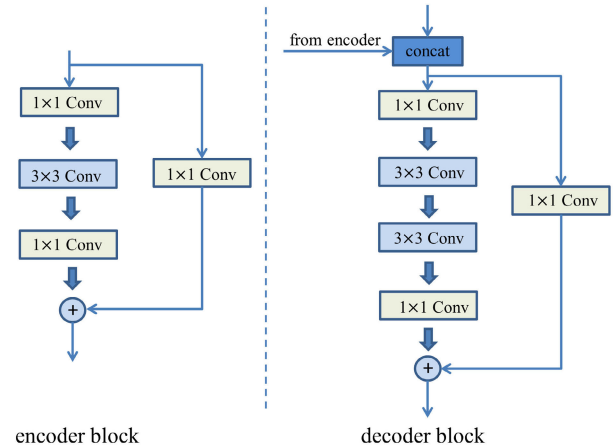 1×1 Conv
3×3 Conv
1×1 Conv
1×1 Conv
+
encoder block
from encoder
concat
1×1 Conv
3×3 Conv
3×3 Conv
1×1 Conv
1×1 Conv
+
decoder block